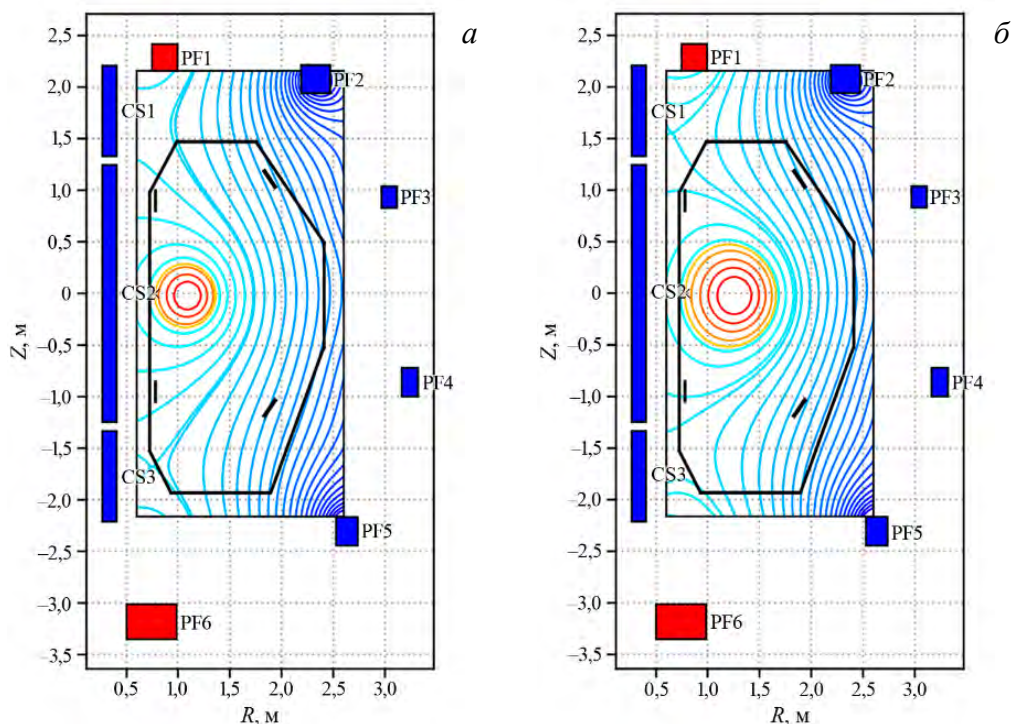 а
2,5
2,0
1,5
1,0
0,5
0
–0,5
–1,0
–1,5
–2,0
–2,5
–3,0
–3,5
Z, м
PF1
PF2
CS1
PF3
CS2
PF4
CS3
PF5
PF6
0,5 1,0 1,5 2,0 2,5 3,0
R, м
б
2,5
2,0
1,5
1,0
0,5
0
–0,5
–1,0
–1,5
–2,0
–2,5
–3,0
–3,5
Z, м
PF1
PF2
CS1
PF3
CS2
PF4
CS3
PF5
PF6
0,5 1,0 1,5 2,0 2,5 3,0
R, м